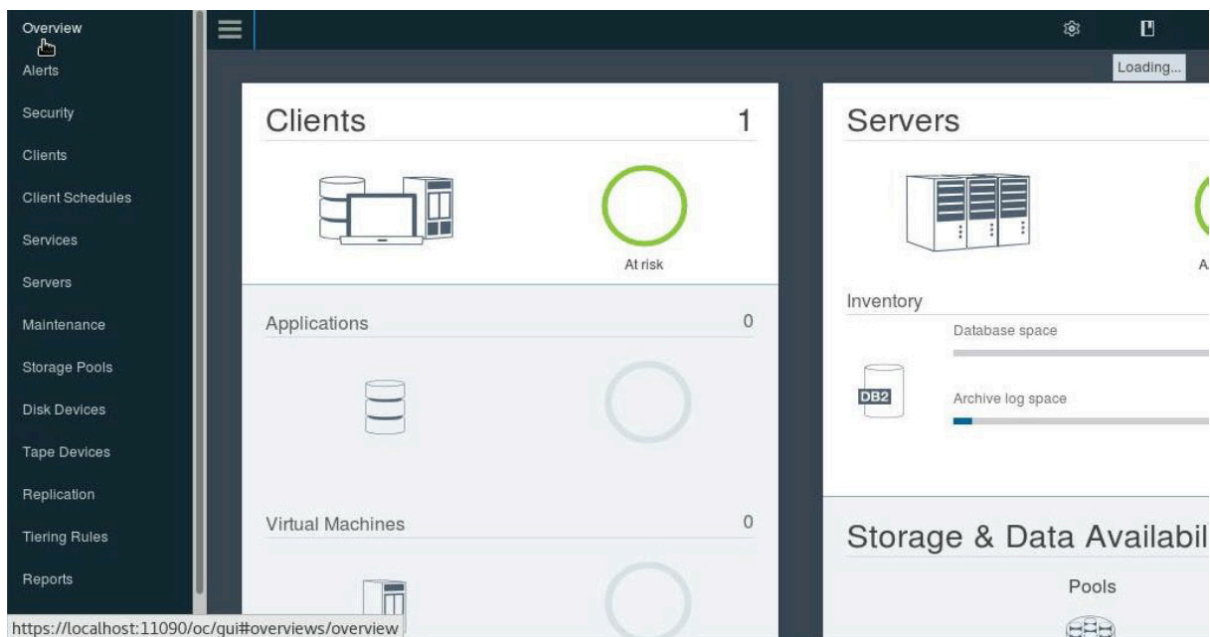 Overview
Alerts
Security
Clients
Client Schedules
Services
Servers
Maintenance
Storage Pools
Disk Devices
Tape Devices
Replication
Tiering Rules
Reports
https://localhost:11090/oc/gui#overviews/overview
Loading...
Clients 1
At risk
Applications 0
Virtual Machines 0
Servers
Inventory
Database space
DB2
Archive log space
Storage & Data Availabil
Pools